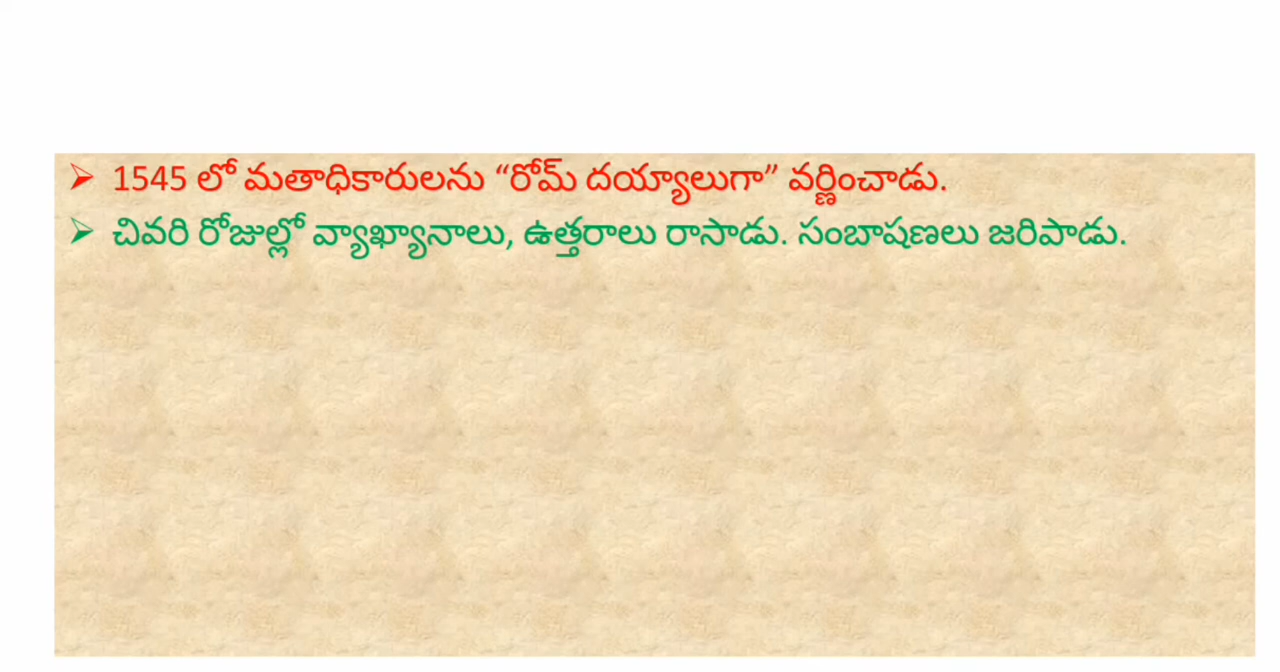 ➢ 1545 లో మతాధికారులను “రోమ్ దయ్యాలుగా” వర్ణించాడు.
➢ చివరి రోజుల్లో వ్యాఖ్యానాలు, ఉత్తరాలు రాసాడు. సంబాషణలు జరిపాడు.